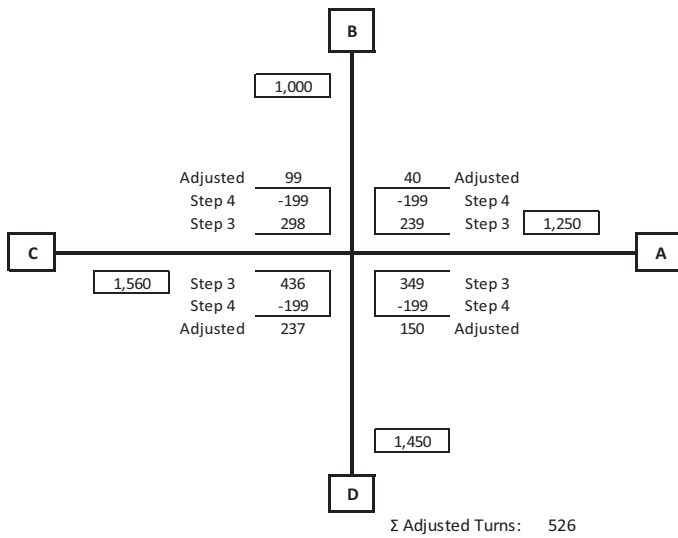 B
1,000
Adjusted 99 40 Adjusted
Step 4 -199 -199 Step 4
Step 3 298 239 Step 3 1,250
C A
1,560 Step 3 436 349 Step 3
Step 4 -199 -199 Step 4
Adjusted 237 150 Adjusted
1,450
D
Σ Adjusted Turns: 526